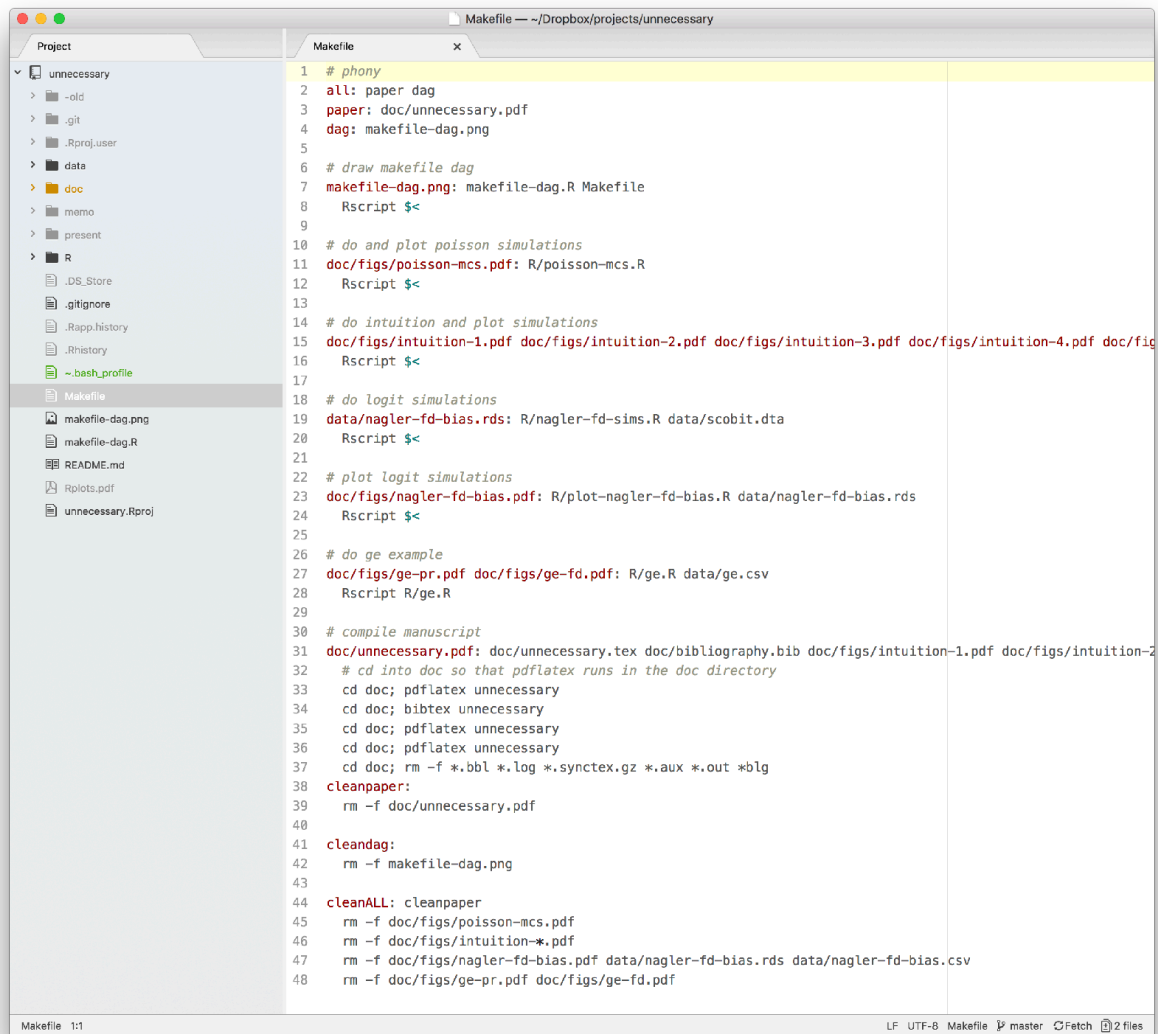 Makefile — ~/Dropbox/projects/unnecessary
Project
unnecessary
-old
.git
.Rproj.user
data
doc
memo
present
R
.DS_Store
.gitignore
.Rapp.history
.Rhistory
~.bash_profile
Makefile
makefile-dag.png
makefile-dag.R
README.md
Rplots.pdf
unnecessary.Rproj
Makefile
1 # phony
2 all: paper dag
3 paper: doc/unnecessary.pdf
4 dag: makefile-dag.png
5
6 # draw makefile dag
7 makefile-dag.png: makefile-dag.R Makefile
8 Rscript $<
9
10 # do and plot poisson simulations
11 doc/figs/poisson-mcs.pdf: R/poisson-mcs.R
12 Rscript $<
13
14 # do intuition and plot simulations
15 doc/figs/intuition-1.pdf doc/figs/intuition-2.pdf doc/figs/intuition-3.pdf doc/figs/intuition-4.pdf doc/fig
16 Rscript $<
17
18 # do logit simulations
19 data/nagler-fd-bias.rds: R/nagler-fd-sims.R data/scobit.dta
20 Rscript $<
21
22 # plot logit simulations
23 doc/figs/nagler-fd-bias.pdf: R/plot-nagler-fd-bias.R data/nagler-fd-bias.rds
24 Rscript $<
25
26 # do ge example
27 doc/figs/ge-pr.pdf doc/figs/ge-fd.pdf: R/ge.R data/ge.csv
28 Rscript R/ge.R
29
30 # compile manuscript
31 doc/unnecessary.pdf: doc/unnecessary.tex doc/bibliography.bib doc/figs/intuition-1.pdf doc/figs/intuition-2
32 # cd into doc so that pdflatex runs in the doc directory
33 cd doc; pdflatex unnecessary
34 cd doc; bibtex unnecessary
35 cd doc; pdflatex unnecessary
36 cd doc; pdflatex unnecessary
37 cd doc; rm -f *.bbl *.log *.synctex.gz *.aux *.out *blg
38 cleanpaper:
39 rm -f doc/unnecessary.pdf
40
41 cleandag:
42 rm -f makefile-dag.png
43
44 cleanALL: cleanpaper
45 rm -f doc/figs/poisson-mcs.pdf
46 rm -f doc/figs/intuition-*.pdf
47 rm -f doc/figs/nagler-fd-bias.pdf data/nagler-fd-bias.rds data/nagler-fd-bias.csv
48 rm -f doc/figs/ge-pr.pdf doc/figs/ge-fd.pdf
Makefile 1:1 LF UTF-8 Makefile master Fetch 2 files